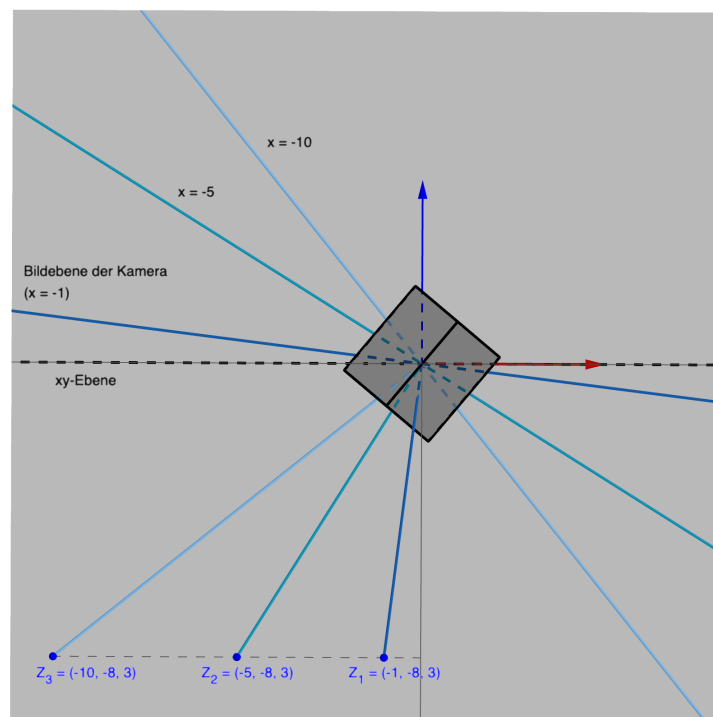 x = -10
x = -5
Bildebene der Kamera
(x = -1)
xy-Ebene
Z3 = (-10, -8, 3) Z2 = (-5, -8, 3) Z1 = (-1, -8, 3)